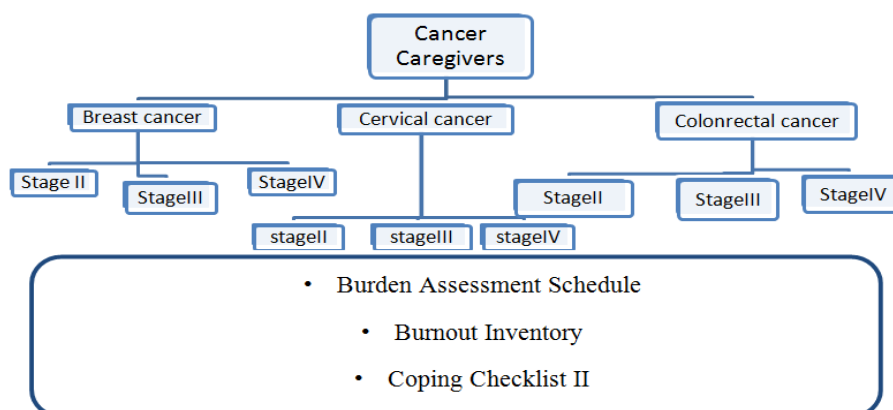 Cancer
Caregivers
Breast cancer
Cervical cancer
Colonrectal cancer
Stage II
StageIII
StageIV
stageII
stageIII
stageIV
StageII
StageIII
StageIV
• Burden Assessment Schedule
• Burnout Inventory
• Coping Checklist II